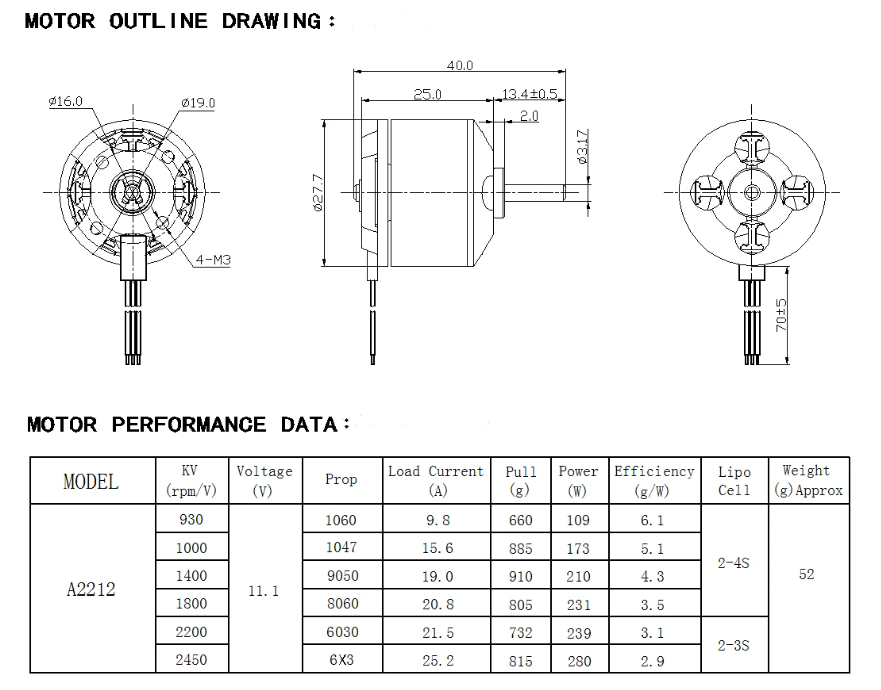 MOTOR OUTLINE DRAWING:
40.0
25.0
13.4±0.5
2.0
ø16.0
ø19.0
ø27.7
ø3.17
4-M3
70±5
MOTOR PERFORMANCE DATA:
MODEL KV (rpm/V) Voltage (V) Prop Load Current (A) Pull (g) Power (W) Efficiency (g/W) Lipo Cell Weight (g)Approx
A2212 930 11.1 1060 9.8 660 109 6.1 2-4S 52
1000 1047 15.6 885 173 5.1
1400 9050 19.0 910 210 4.3
1800 8060 20.8 805 231 3.5
2200 6030 21.5 732 239 3.1 2-3S
2450 6X3 25.2 815 280 2.9